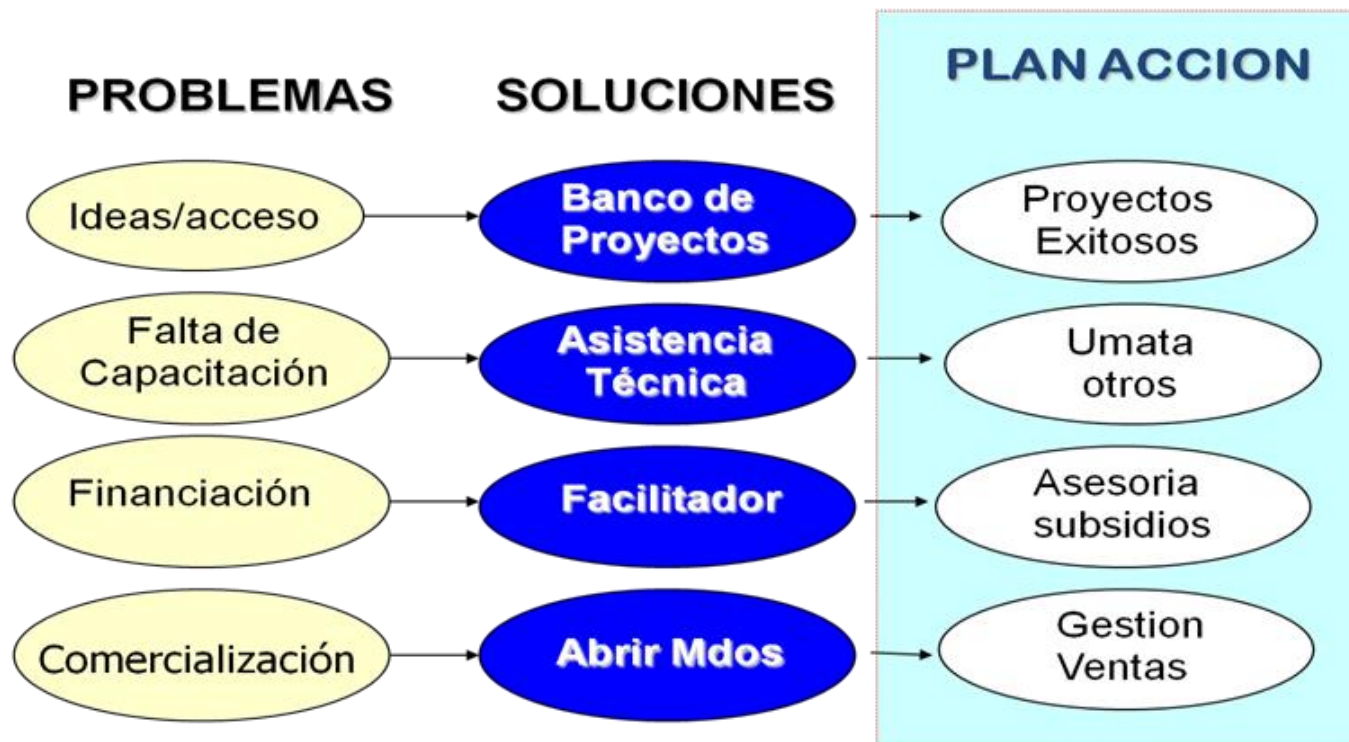 PROBLEMAS
SOLUCIONES
PLAN ACCION
Ideas/acceso
Banco de
Proyectos
Proyectos
Exitosos
Falta de
Capacitación
Asistencia
Técnica
Umata
otros
Financiación
Facilitador
Asesoria
subsidios
Comercialización
Abrir Mdos
Gestion
Ventas